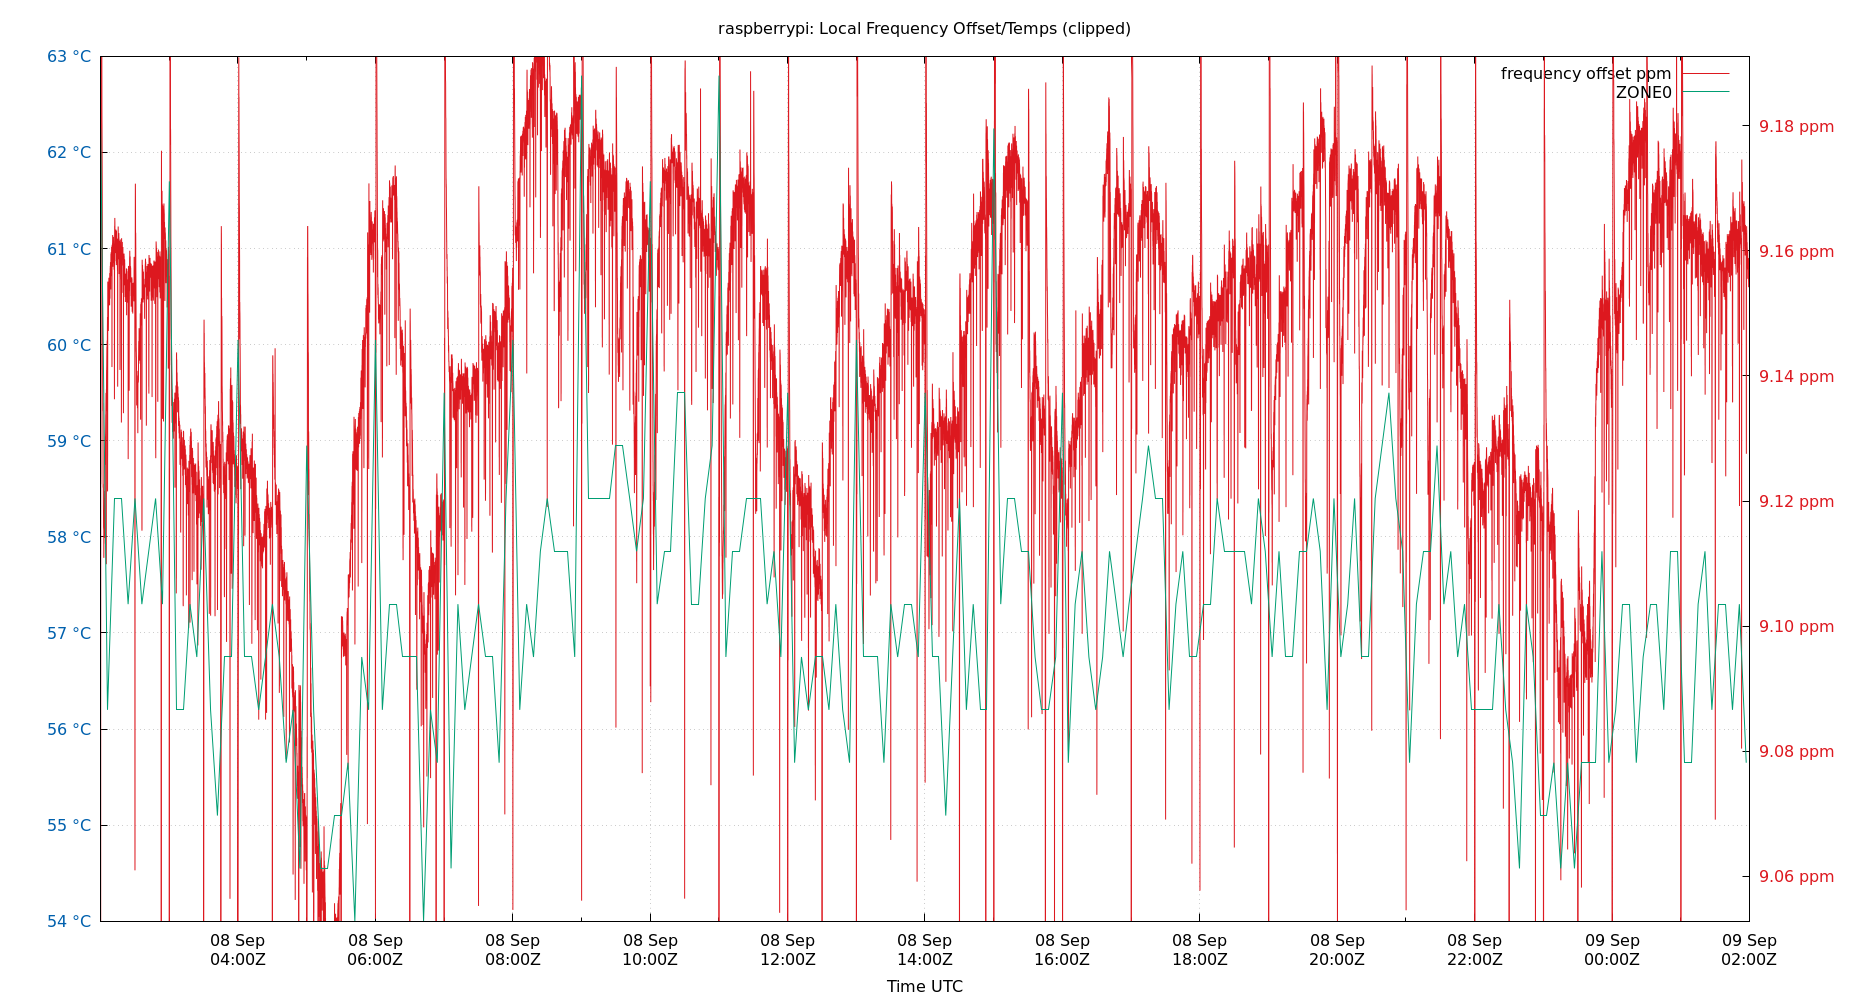 raspberrypi: Local Frequency Offset/Temps (clipped)
63 °C
62 °C
61 °C
60 °C
59 °C
58 °C
57 °C
56 °C
55 °C
54 °C
frequency offset ppm
ZONE0
9.18 ppm
9.16 ppm
9.14 ppm
9.12 ppm
9.10 ppm
9.08 ppm
9.06 ppm
08 Sep 08 Sep 08 Sep 08 Sep 08 Sep 08 Sep 08 Sep 08 Sep 08 Sep 08 Sep 09 Sep 09 Sep
04:00Z 06:00Z 08:00Z 10:00Z 12:00Z 14:00Z 16:00Z 18:00Z 20:00Z 22:00Z 00:00Z 02:00Z
Time UTC